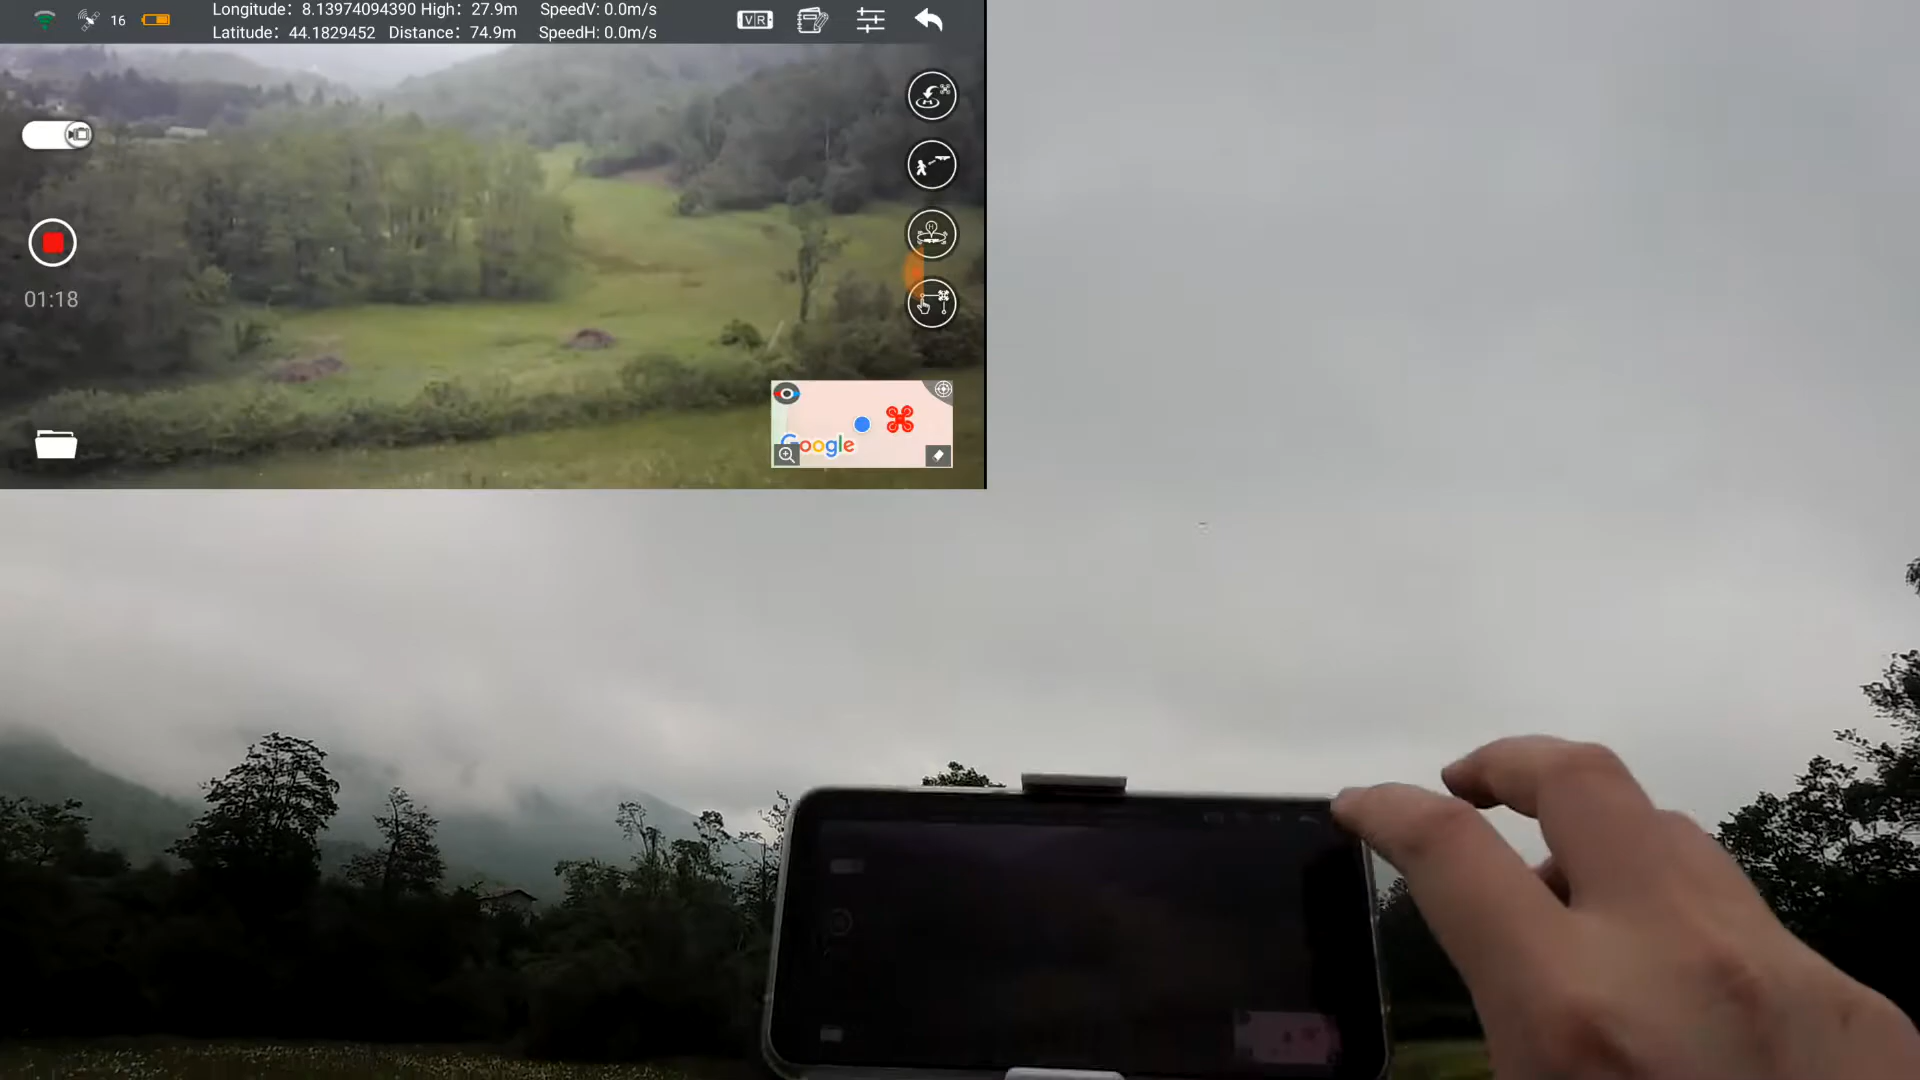 Longitude: 8.13974094390 High: 27.9m SpeedV: 0.0m/s
16
Latitude: 44.1829452 Distance: 74.9m SpeedH: 0.0m/s
VR
01:18
H
Google